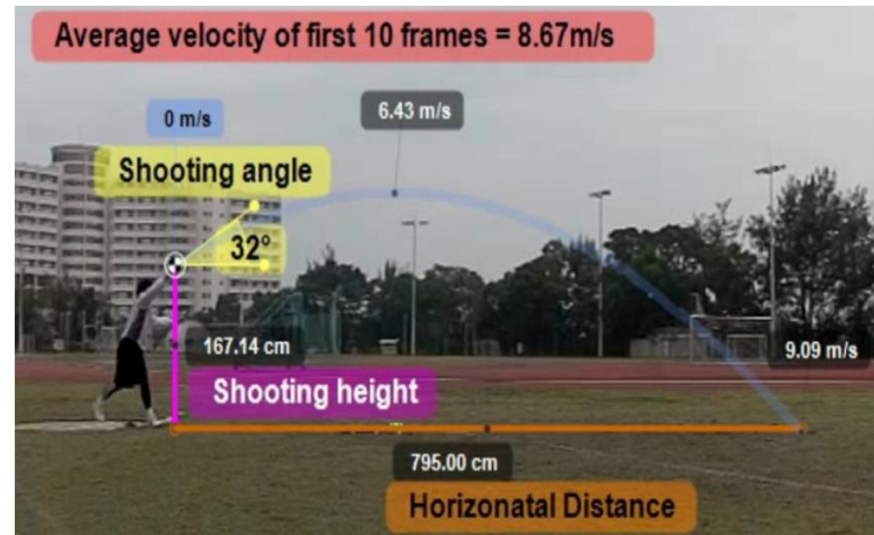 Average velocity of first 10 frames = 8.67m/s
0 m/s
6.43 m/s
Shooting angle
32°
167.14 cm
9.09 m/s
Shooting height
795.00 cm
Horizonatal Distance